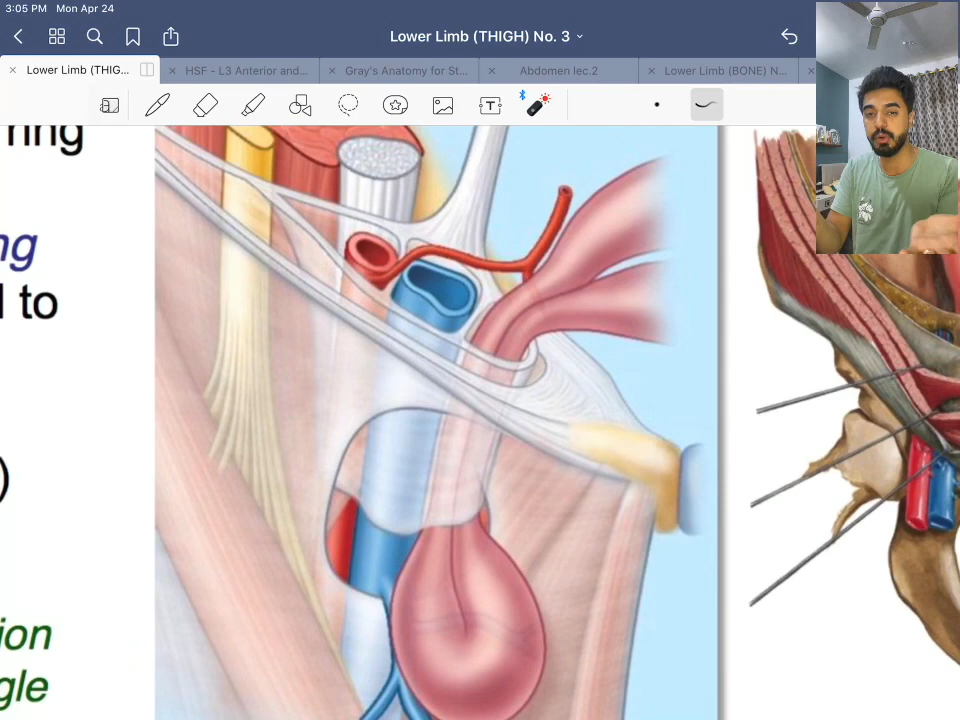 3:05 PM Mon Apr 24
Lower Limb (THIGH) No. 3
Lower Limb (THIG...
HSF - L3 Anterior and...
Gray's Anatomy for St...
Abdomen lec.2
Lower Limb (BONE) N...
T
ring
ng
l to
)
ion
gle